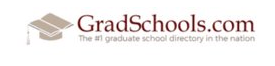 GradSchools.com
The #1 graduate school directory in the nation